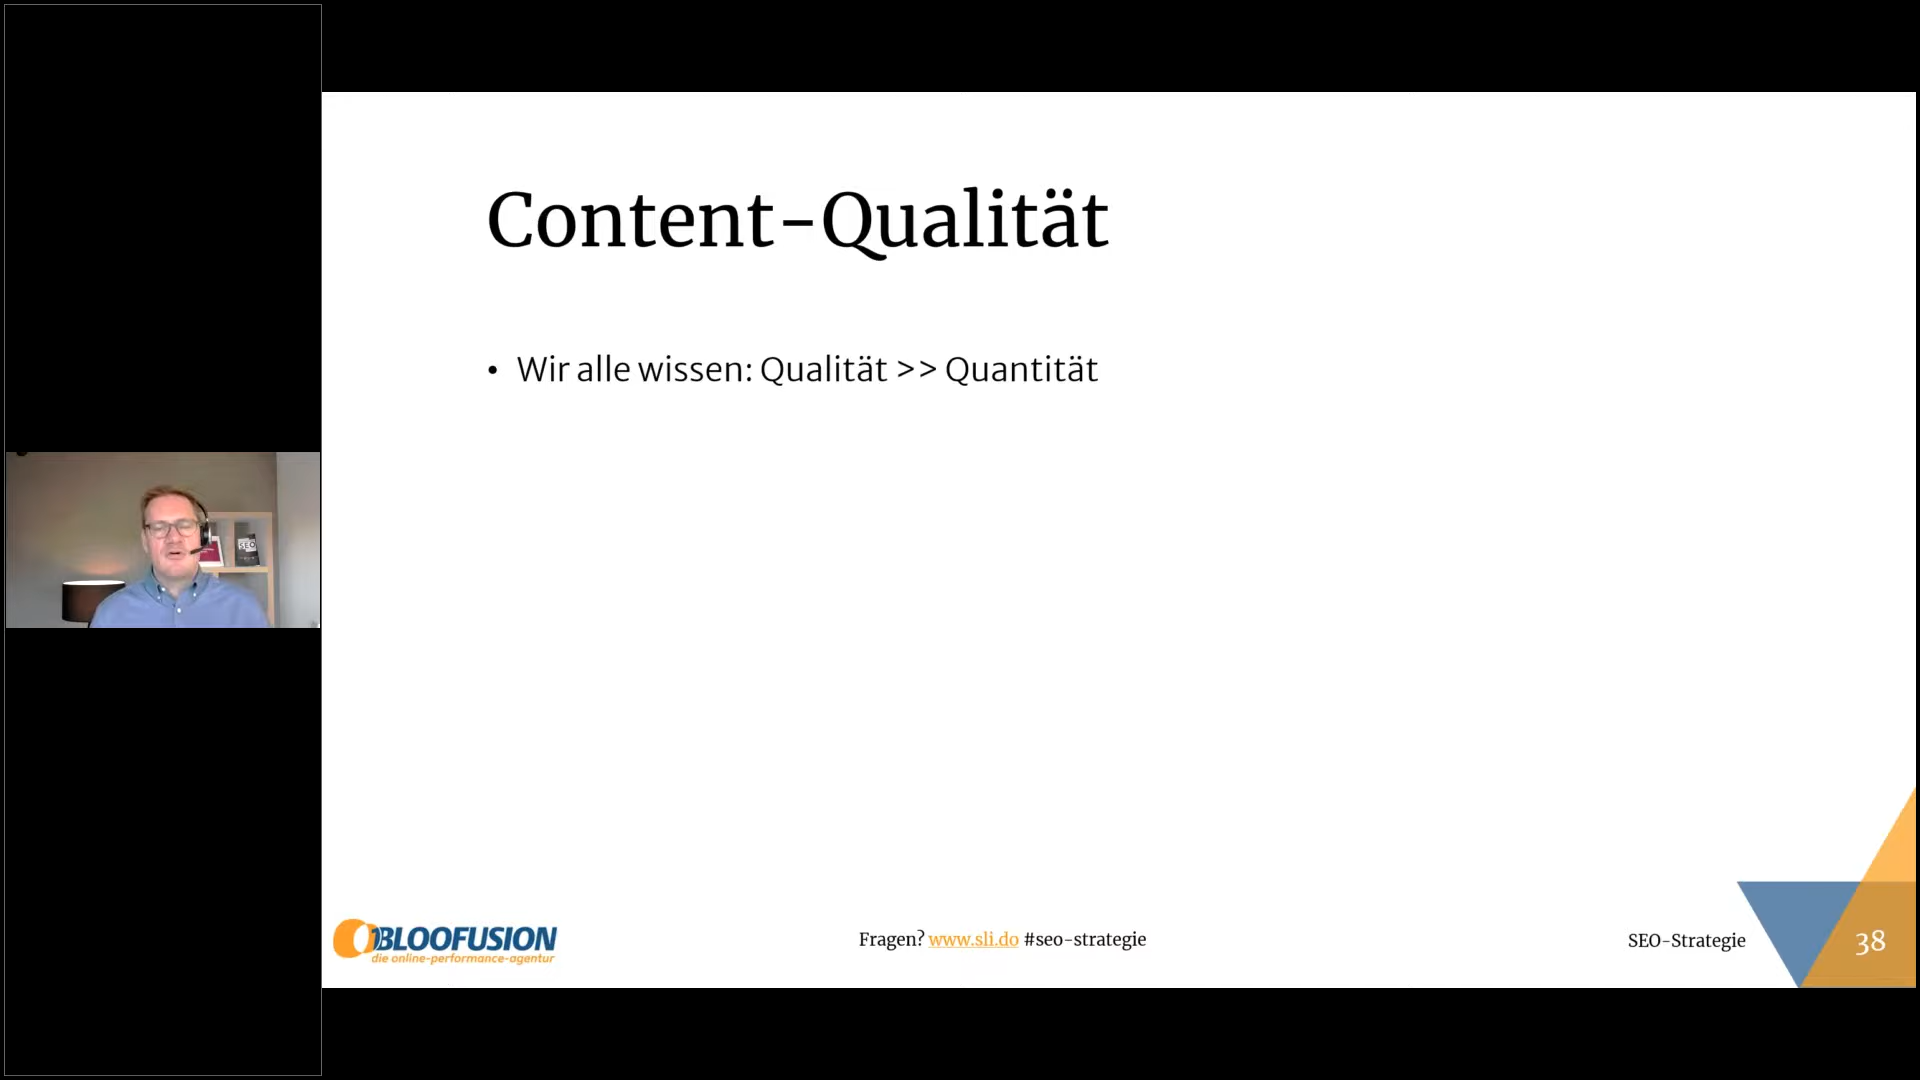 Content-Qualität
• Wir alle wissen: Qualität >> Quantität
SEO
BLOOFUSION
die online-performance-agentur
Fragen? www.sli.do #seo-strategie
SEO-Strategie
38